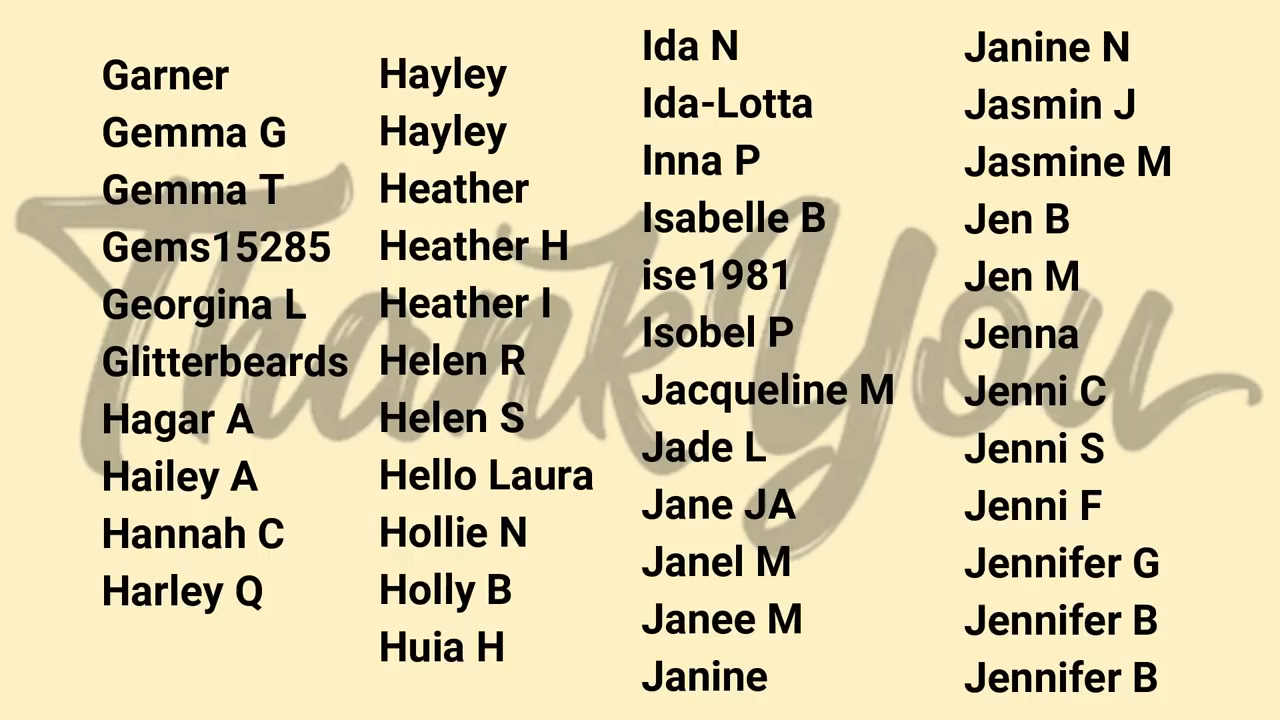 Thank You
Garner
Gemma G
Gemma T
Gems15285
Georgina L
Glitterbeards
Hagar A
Hailey A
Hannah C
Harley Q
Hayley
Hayley
Heather
Heather H
Heather I
Helen R
Helen S
Hello Laura
Hollie N
Holly B
Huia H
Ida N
Ida-Lotta
Inna P
Isabelle B
ise1981
Isobel P
Jacqueline M
Jade L
Jane JA
Janel M
Janee M
Janine
Janine N
Jasmin J
Jasmine M
Jen B
Jen M
Jenna
Jenni C
Jenni S
Jenni F
Jennifer G
Jennifer B
Jennifer B